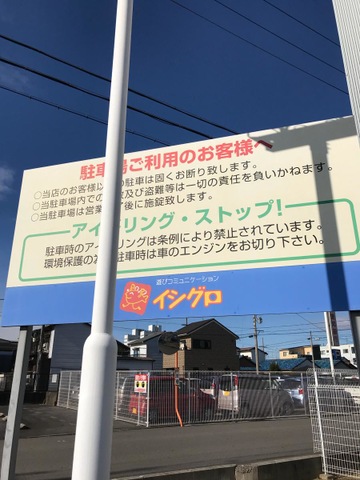 駐車場ご利用のお客様へ
○当店のお客様以 の駐車は固くお断り致します。
○当駐車場内での 故及び盗難等は一切の責任を負いかねます。
○当駐車場は営業 了後に施錠致します。
アイドリング・ストップ!
駐車時のアイドリングは条例により禁止されています。
環境保護の為 駐車時は車のエンジンをお切り下さい。
遊びコミュニケーション
イシグロ